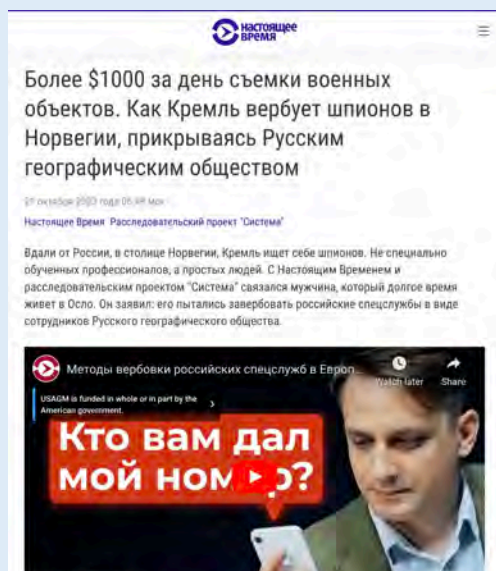 НАСТОЯЩЕЕ
ВРЕМЯ
Более $1000 за день съемки военных
объектов. Как Кремль вербует шпионов в
Норвегии, прикрываясь Русским
географическим обществом
октября
Настоящее Время Расследовательский проект "Система"
Вдали от России, в столице Норвегии, Кремль ищет себе шпионов. Не специально
обученных профессионалов, а простых людей. С Настоящим Временем и
расследовательским проектом "Система" связался мужчина, который долгое время
живет в Осло. Он заявил: его пытались завербовать российские спецслужбы в виде
сотрудников Русского географического общества.
Методы вербовки российских спецслужб в Европ...
Watch later Share
USAGM is funded in whole or in part by the
American government.
Кто вам дал
мой номер?